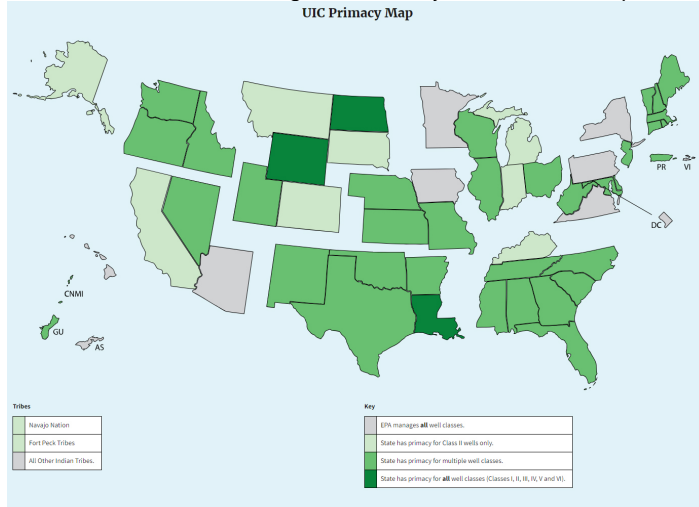 UIC Primacy Map
PR
VI
DC
CNMI
GU
AS
Tribes
Navajo Nation
Fort Peck Tribes
All Other Indian Tribes.
Key
EPA manages all well classes.
State has primacy for Class II wells only.
State has primacy for multiple well classes.
State has primacy for all well classes (Classes I, II, III, IV, V and VI).